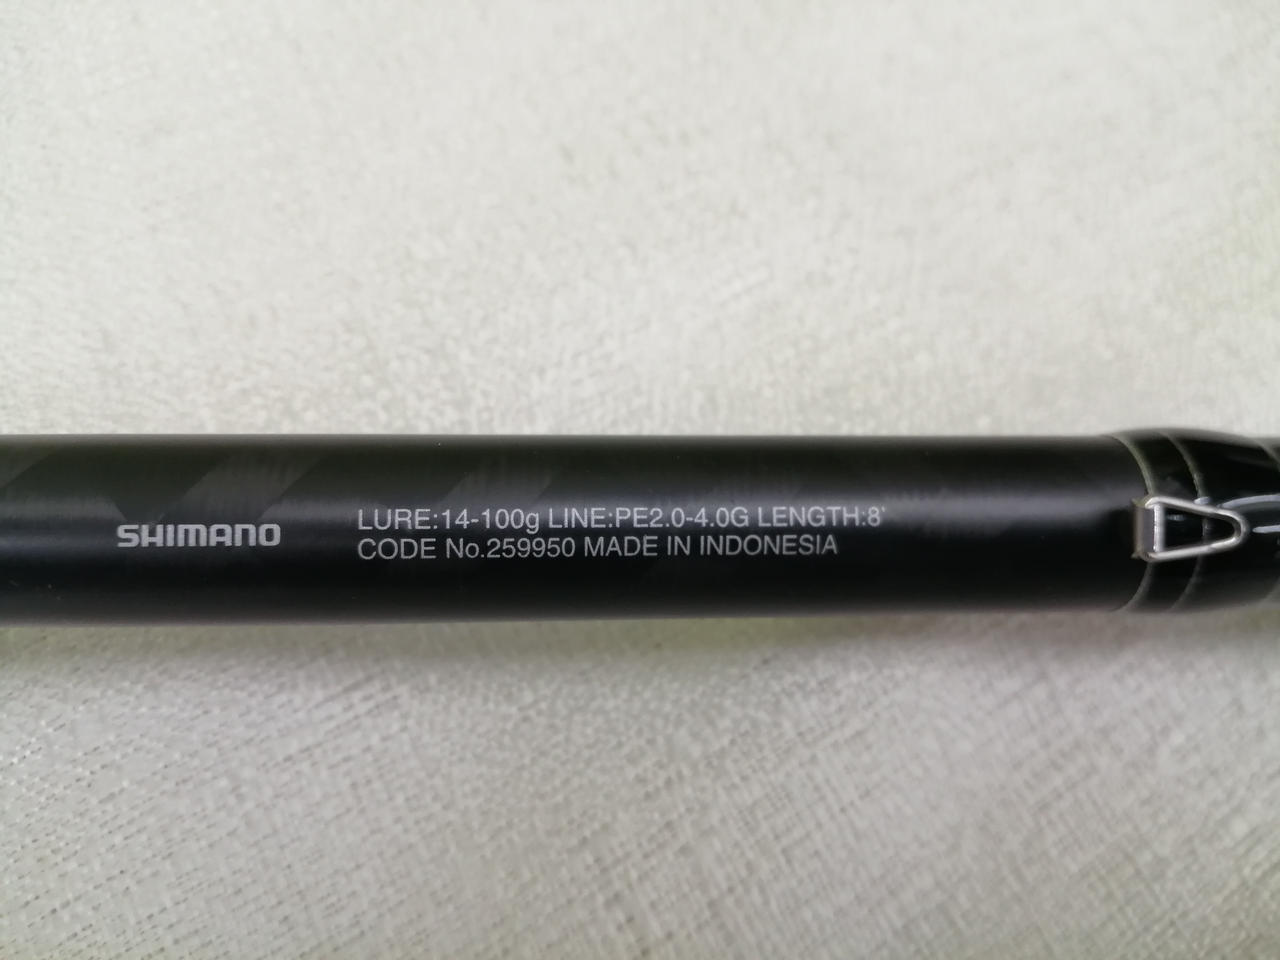 SHIMANO
LURE:14-100g LINE:PE2.0-4.0G LENGTH:8'
CODE No.259950 MADE IN INDONESIA